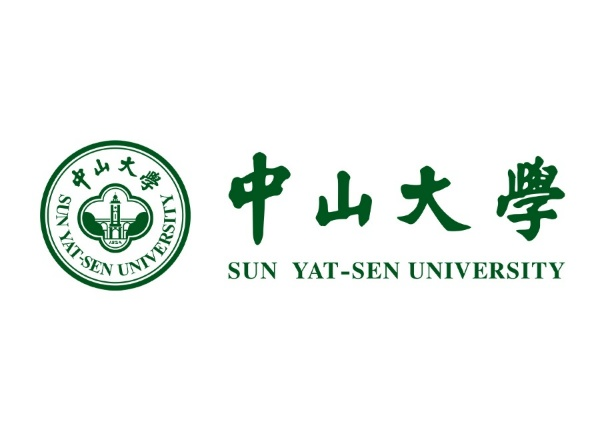 中山大學
SUN YAT-SEN UNIVERSITY
中山大學
SUN YAT-SEN UNIVERSITY